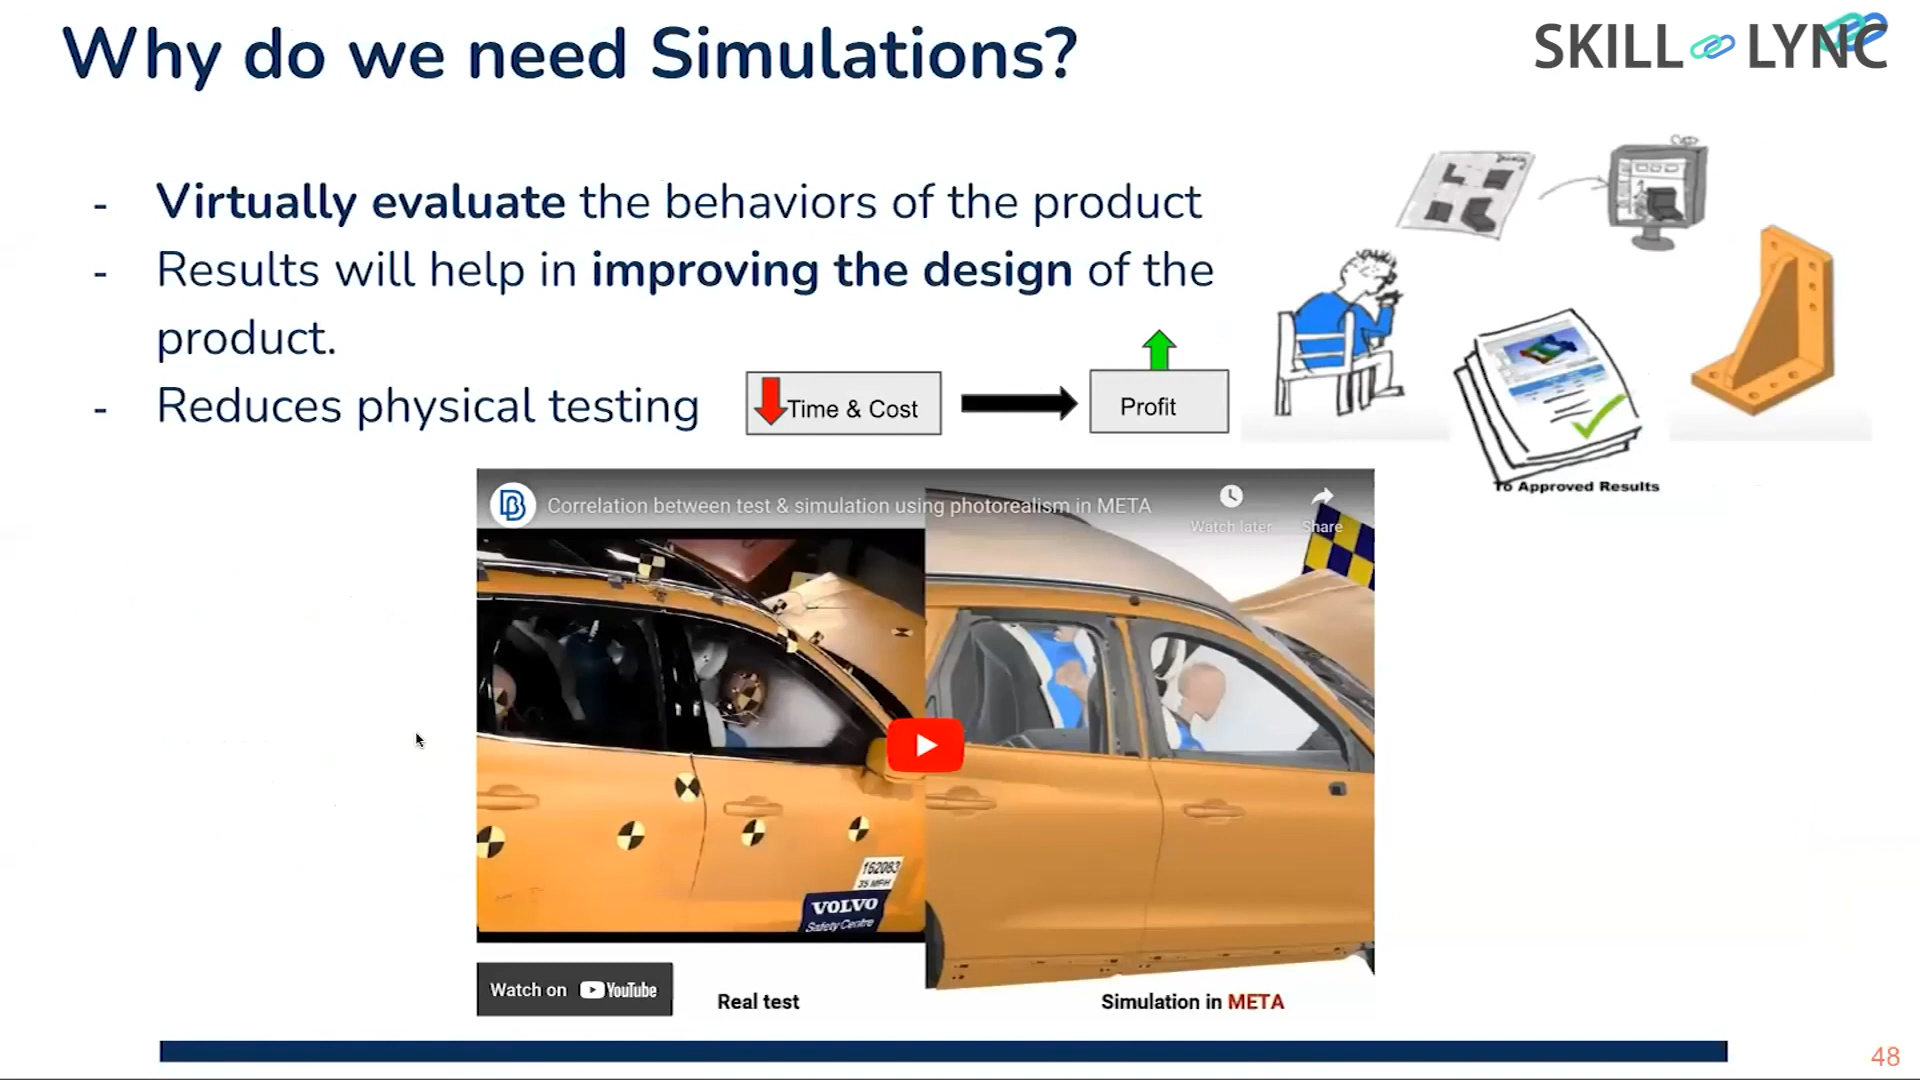 Why do we need Simulations?
SKILL LYNC
- Virtually evaluate the behaviors of the product
- Results will help in improving the design of the
product.
- Reduces physical testing
Time & Cost
Profit
To Approved Results
Correlation between test & simulation using photorealism in META
Watch later
Share
162083
35 MPH
VOLVO
Safety Centre
Watch on YouTube
Real test
Simulation in META
48